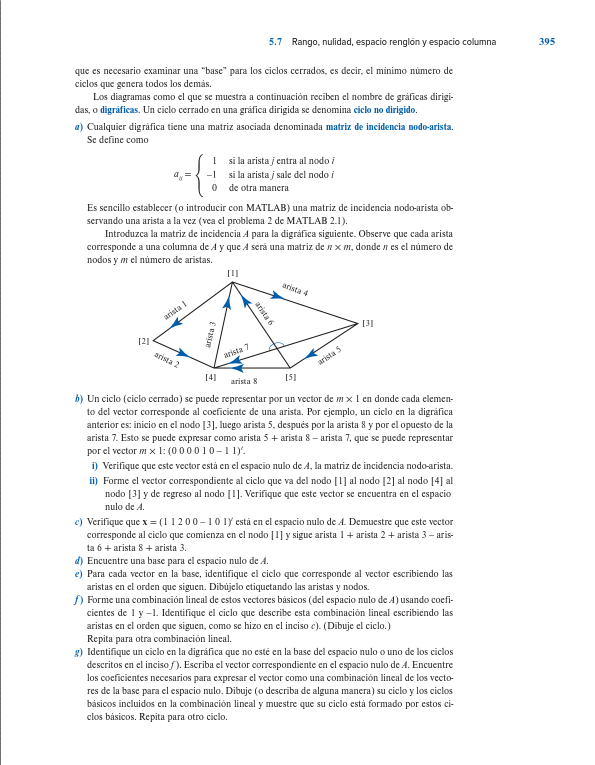 5.7 Rango, nulidad, espacio renglón y espacio columna 395
que es necesario examinar una “base” para los ciclos cerrados, es decir, el mínimo número de
ciclos que genera todos los demás.
Los diagramas como el que se muestra a continuación reciben el nombre de gráficas dirigi-
das, o digráficas. Un ciclo cerrado en una gráfica dirigida se denomina ciclo no dirigido.
a) Cualquier digráfica tiene una matriz asociada denominada matriz de incidencia nodo-arista.
Se define como
a_ij = { 1 si la arista j entra al nodo i
–1 si la arista j sale del nodo i
0 de otra manera
Es sencillo establecer (o introducir con MATLAB) una matriz de incidencia nodo-arista ob-
servando una arista a la vez (vea el problema 2 de MATLAB 2.1).
Introduzca la matriz de incidencia A para la digráfica siguiente. Observe que cada arista
corresponde a una columna de A y que A será una matriz de n × m, donde n es el número de
nodos y m el número de aristas.
[1]
arista 4
arista 1
arista 6
arista 3
[3]
[2]
arista 7
arista 2
arista 5
[4]
arista 8
[5]
b) Un ciclo (ciclo cerrado) se puede representar por un vector de m × 1 en donde cada elemen-
to del vector corresponde al coeficiente de una arista. Por ejemplo, un ciclo en la digráfica
anterior es: inicio en el nodo [3], luego arista 5, después por la arista 8 y por el opuesto de la
arista 7. Esto se puede expresar como arista 5 + arista 8 – arista 7, que se puede representar
por el vector m × 1: (0 0 0 0 1 0 – 1 1)ᵗ.
i) Verifique que este vector está en el espacio nulo de A, la matriz de incidencia nodo-arista.
ii) Forme el vector correspondiente al ciclo que va del nodo [1] al nodo [2] al nodo [4] al
nodo [3] y de regreso al nodo [1]. Verifique que este vector se encuentra en el espacio
nulo de A.
c) Verifique que x = (1 1 2 0 0 – 1 0 1)ᵗ está en el espacio nulo de A. Demuestre que este vector
corresponde al ciclo que comienza en el nodo [1] y sigue arista 1 + arista 2 + arista 3 – aris-
ta 6 + arista 8 + arista 3.
d) Encuentre una base para el espacio nulo de A.
e) Para cada vector en la base, identifique el ciclo que corresponde al vector escribiendo las
aristas en el orden que siguen. Dibújelo etiquetando las aristas y nodos.
f) Forme una combinación lineal de estos vectores básicos (del espacio nulo de A) usando coefi-
cientes de 1 y –1. Identifique el ciclo que describe esta combinación lineal escribiendo las
aristas en el orden que siguen, como se hizo en el inciso c). (Dibuje el ciclo.)
Repita para otra combinación lineal.
g) Identifique un ciclo en la digráfica que no esté en la base del espacio nulo o uno de los ciclos
descritos en el inciso f). Escriba el vector correspondiente en el espacio nulo de A. Encuentre
los coeficientes necesarios para expresar el vector como una combinación lineal de los vecto-
res de la base para el espacio nulo. Dibuje (o describa de alguna manera) su ciclo y los ciclos
básicos incluidos en la combinación lineal y muestre que su ciclo está formado por estos ci-
clos básicos. Repita para otro ciclo.